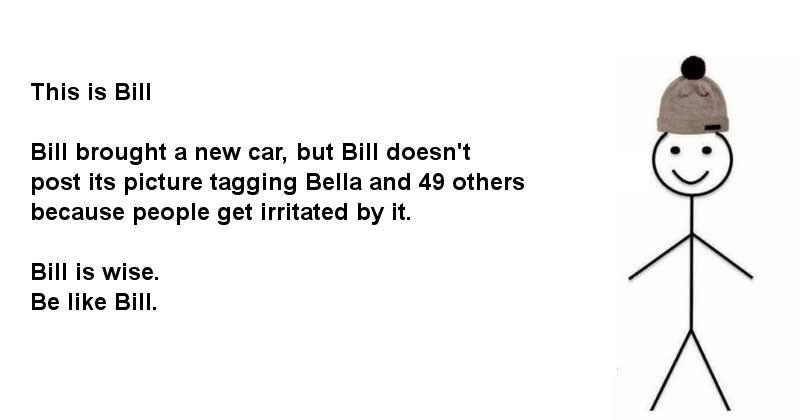 This is Bill
Bill brought a new car, but Bill doesn't
post its picture tagging Bella and 49 others
because people get irritated by it.
Bill is wise.
Be like Bill.